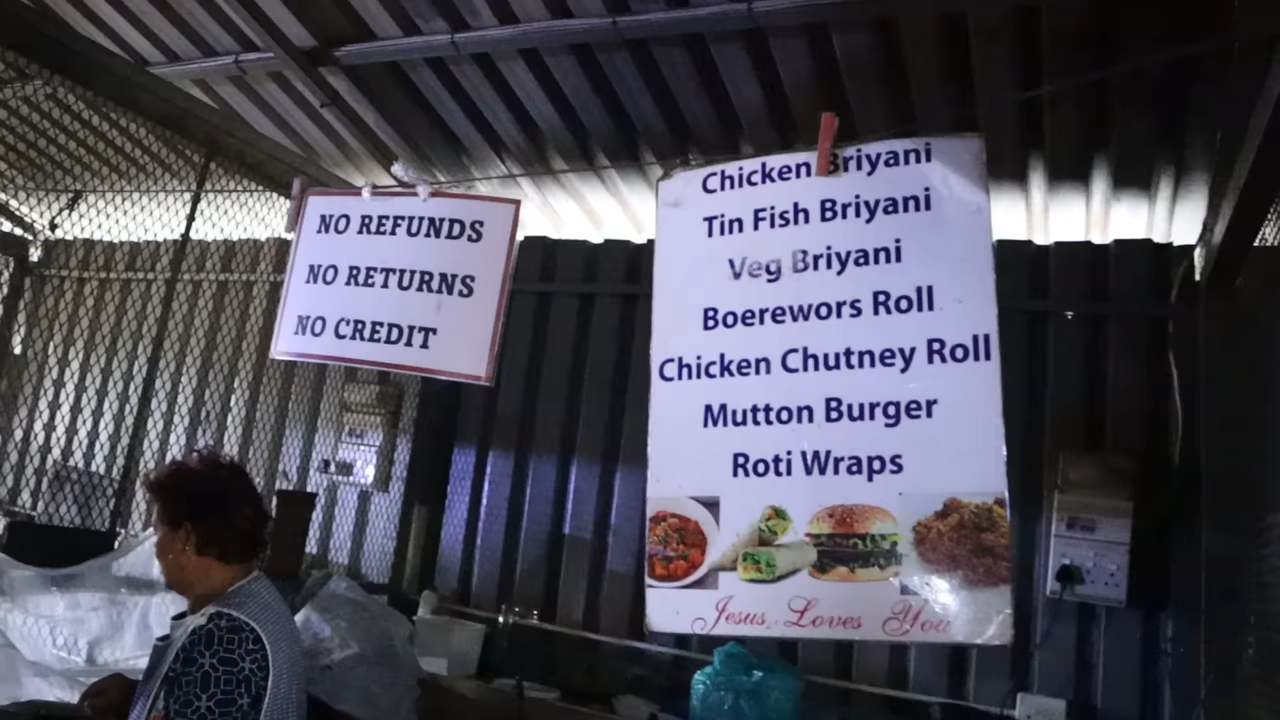 NO REFUNDS
NO RETURNS
NO CREDIT
Chicken Briyani
Tin Fish Briyani
Veg Briyani
Boerewors Roll
Chicken Chutney Roll
Mutton Burger
Roti Wraps
Jesus Loves You